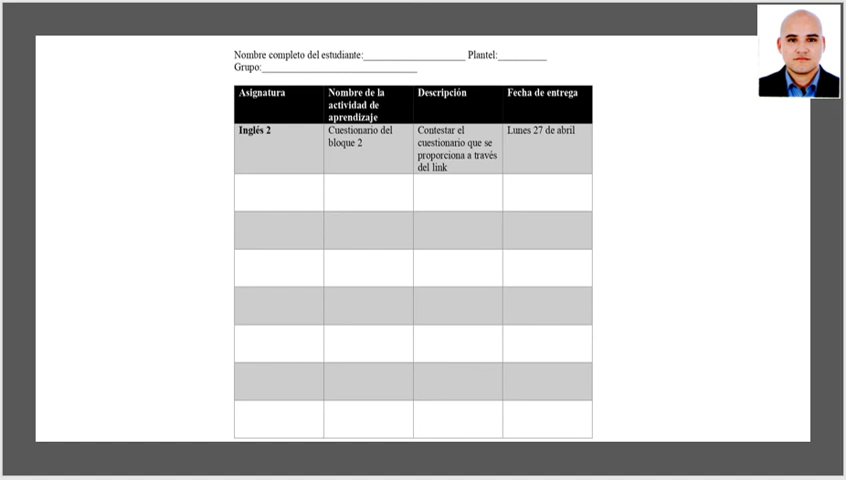 Nombre completo del estudiante:____________________ Plantel:__________
Grupo:______________________________
Asignatura
Nombre de la
actividad de
aprendizaje
Descripción
Fecha de entrega
Inglés 2
Cuestionario del
bloque 2
Contestar el
cuestionario que se
proporciona a través
del link
Lunes 27 de abril